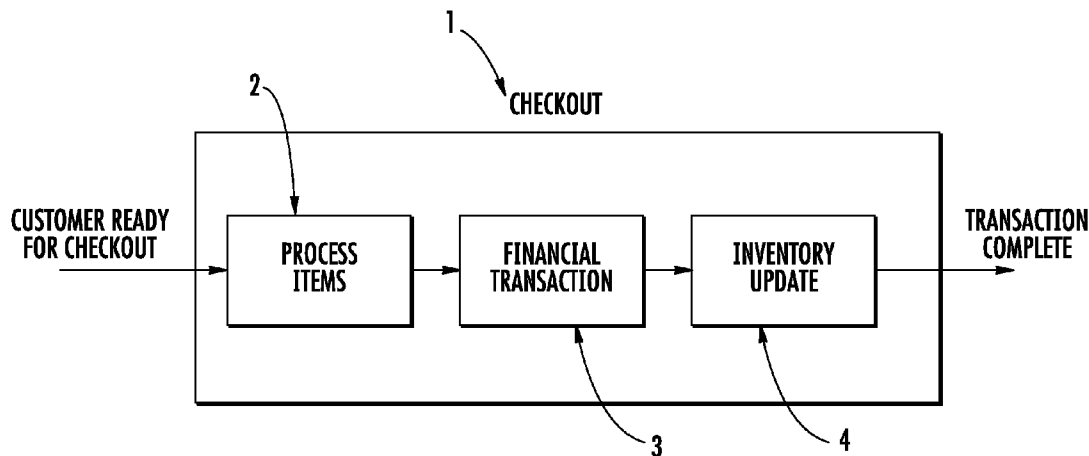 1
2
CHECKOUT
CUSTOMER READY
FOR CHECKOUT
PROCESS
ITEMS
FINANCIAL
TRANSACTION
INVENTORY
UPDATE
TRANSACTION
COMPLETE
3
4